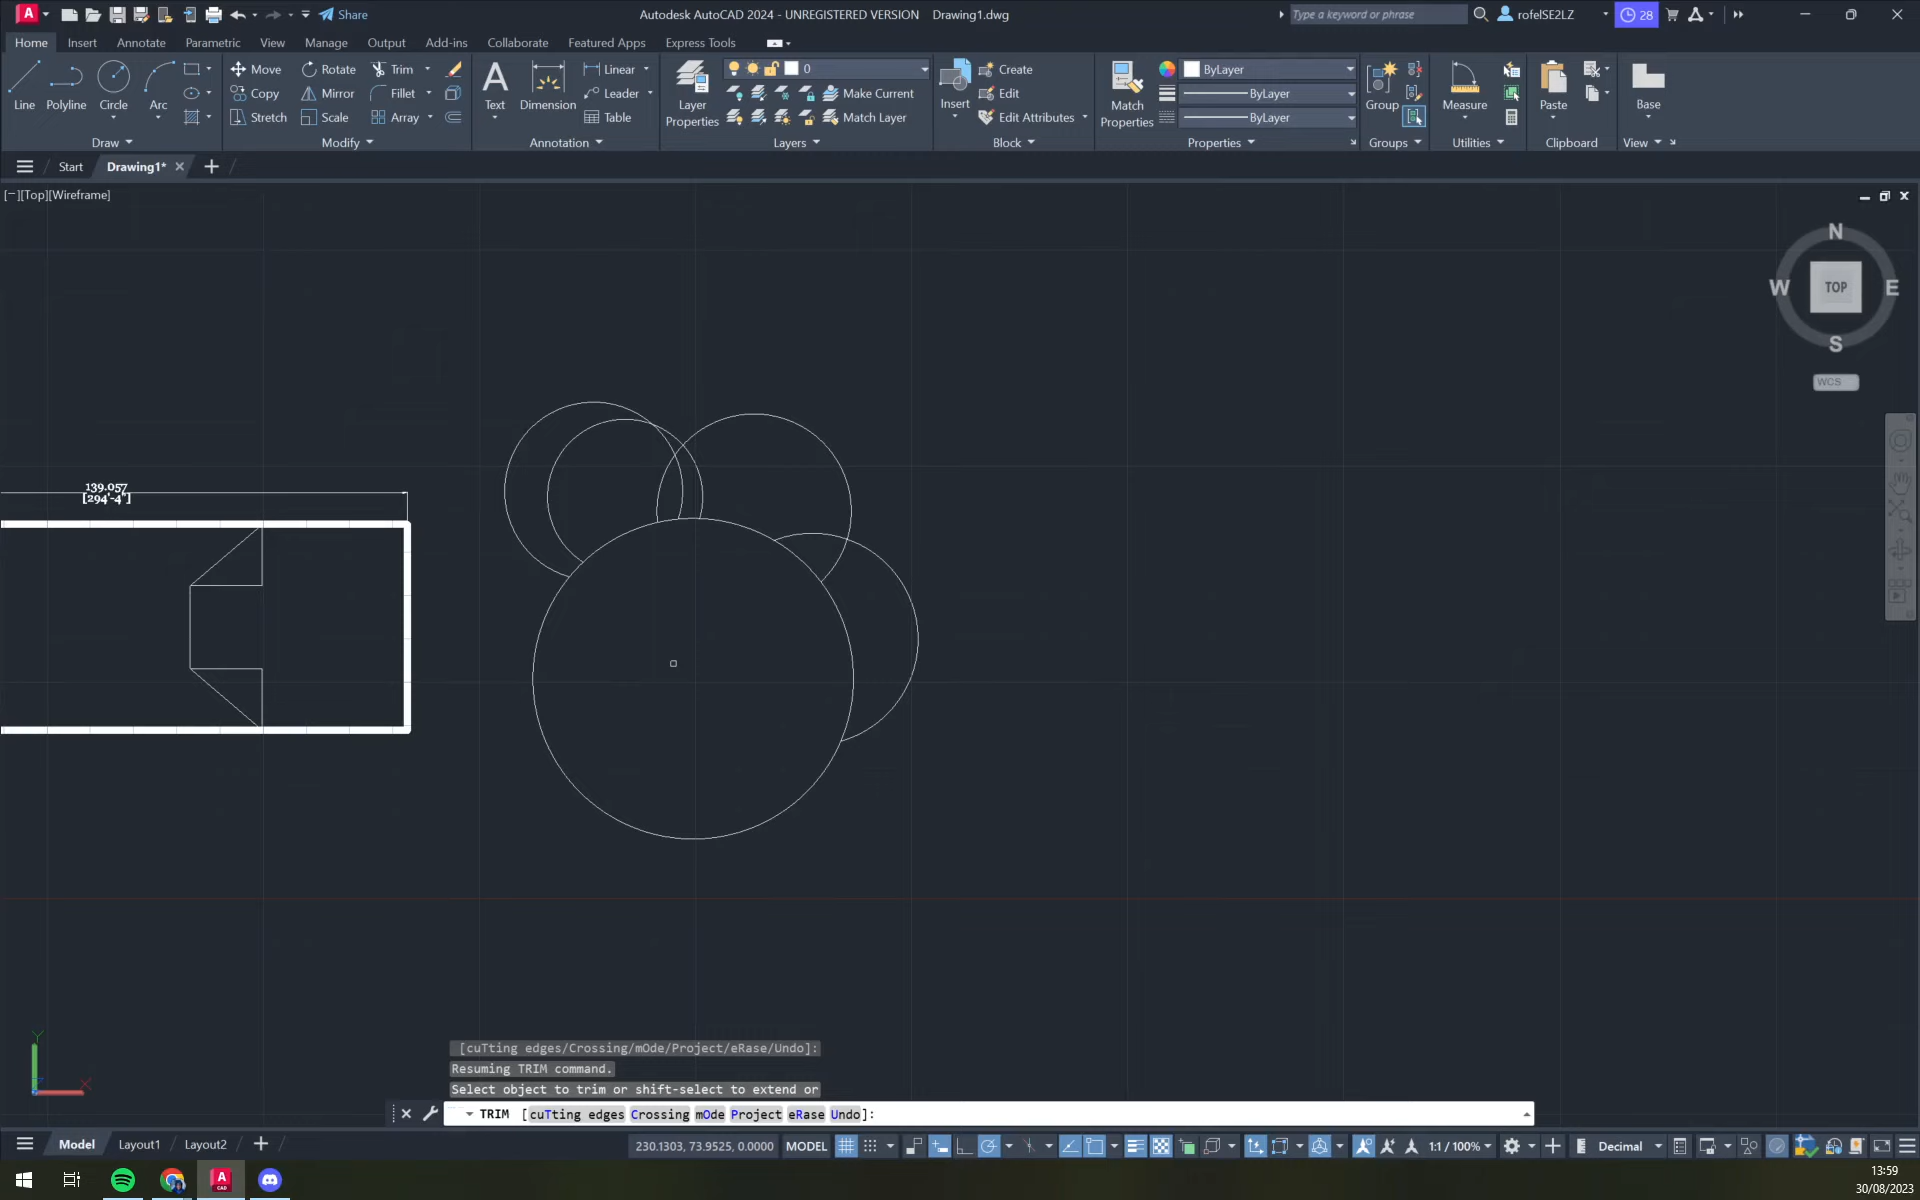 A Share Autodesk AutoCAD 2024 - UNREGISTERED VERSION Drawing1.dwg Type a keyword or phrase rofelSE2LZ 28
Home Insert Annotate Parametric View Manage Output Add-ins Collaborate Featured Apps Express Tools
Line Polyline Circle Arc
Move Rotate Trim
Copy Mirror Fillet
Stretch Scale Array
Text Dimension
Linear
Leader
Table
Layer Properties
0
Make Current
Match Layer
Insert
Create
Edit
Edit Attributes
Match Properties
ByLayer
ByLayer
ByLayer
Group Measure Paste Base
Draw Modify Annotation Layers Block Properties Groups Utilities Clipboard View
Start Drawing1*
[−][Top][Wireframe]
N
W TOP E
S
WCS
139.057
[294'-4"]
Y
X
[cuTting edges/Crossing/mOde/Project/eRase/Undo]:
Resuming TRIM command.
Select object to trim or shift-select to extend or
TRIM [cuTting edges Crossing mOde Project eRase Undo]:
Model Layout1 Layout2 230.1303, 73.9525, 0.0000 MODEL 1:1 / 100% Decimal
A CAD
13:59
30/08/2023